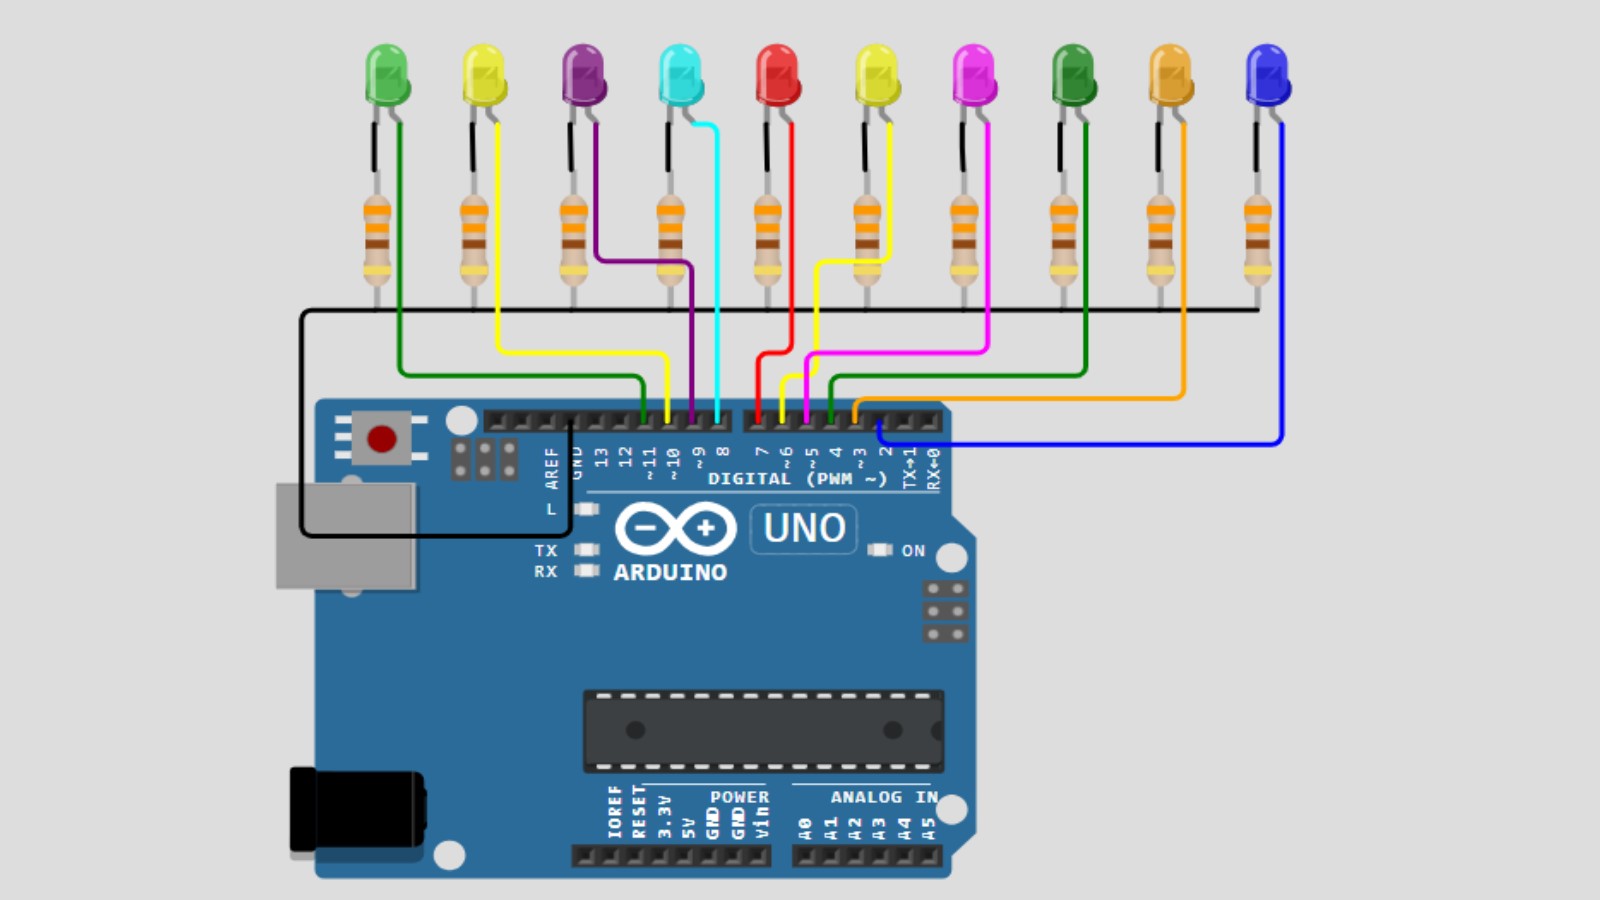 AREF
GND
13
12
~11
~10
~9
8
7
~6
~5
4
~3
2
TX→1
RX←0
DIGITAL (PWM ~)
L
TX
RX
UNO
ON
ARDUINO
POWER
ANALOG IN
IOREF
RESET
3.3V
5V
GND
GND
Vin
A0
A1
A2
A3
A4
A5